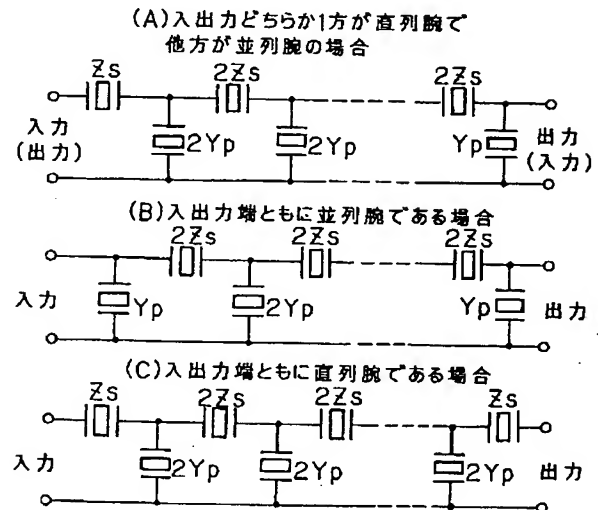 (A)入出力どちらか1方が直列腕で
他方が並列腕の場合
Zs 2Zs 2Zs
入力
(出力)
2Yp 2Yp Yp
出力
(入力)
(B)入出力端ともに並列腕である場合
2Zs 2Zs 2Zs
入力 Yp 2Yp Yp 出力
(C)入出力端ともに直列腕である場合
Zs 2Zs 2Zs Zs
入力 2Yp 2Yp 2Yp 出力